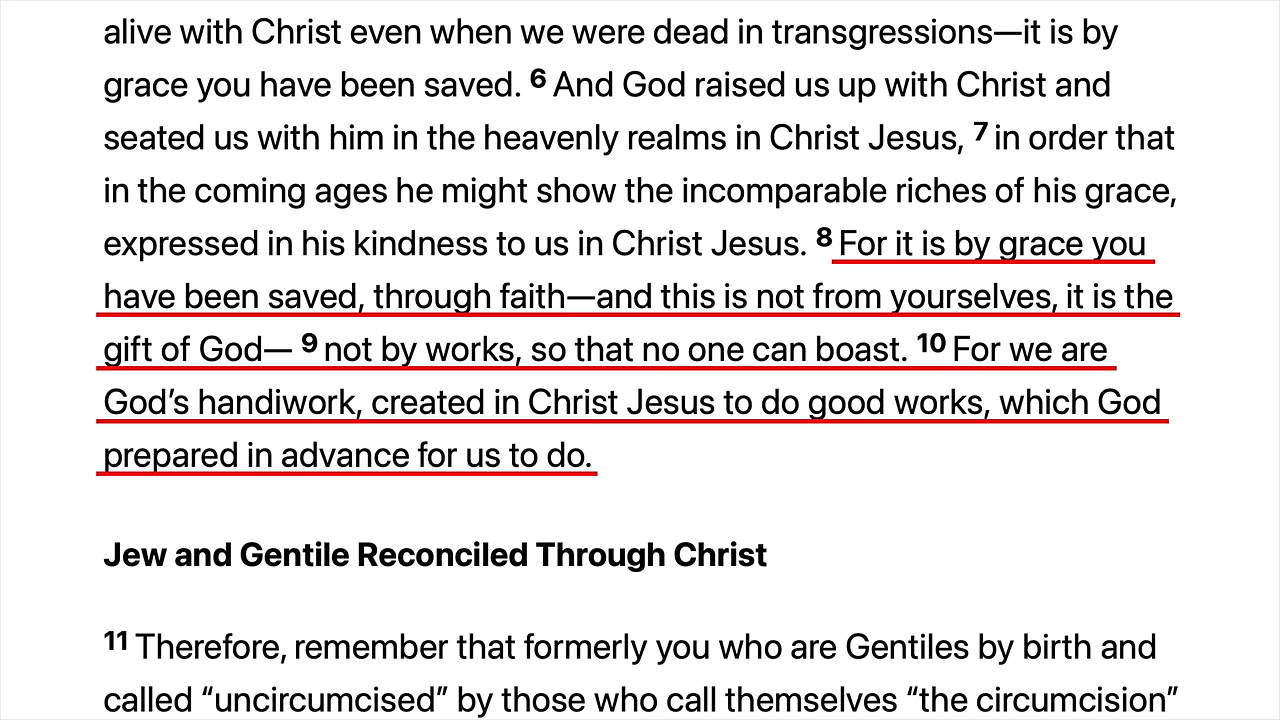 alive with Christ even when we were dead in transgressions—it is by
grace you have been saved. 6 And God raised us up with Christ and
seated us with him in the heavenly realms in Christ Jesus, 7 in order that
in the coming ages he might show the incomparable riches of his grace,
expressed in his kindness to us in Christ Jesus. 8 For it is by grace you
have been saved, through faith—and this is not from yourselves, it is the
gift of God— 9 not by works, so that no one can boast. 10 For we are
God’s handiwork, created in Christ Jesus to do good works, which God
prepared in advance for us to do.
Jew and Gentile Reconciled Through Christ
11 Therefore, remember that formerly you who are Gentiles by birth and
called “uncircumcised” by those who call themselves “the circumcision”